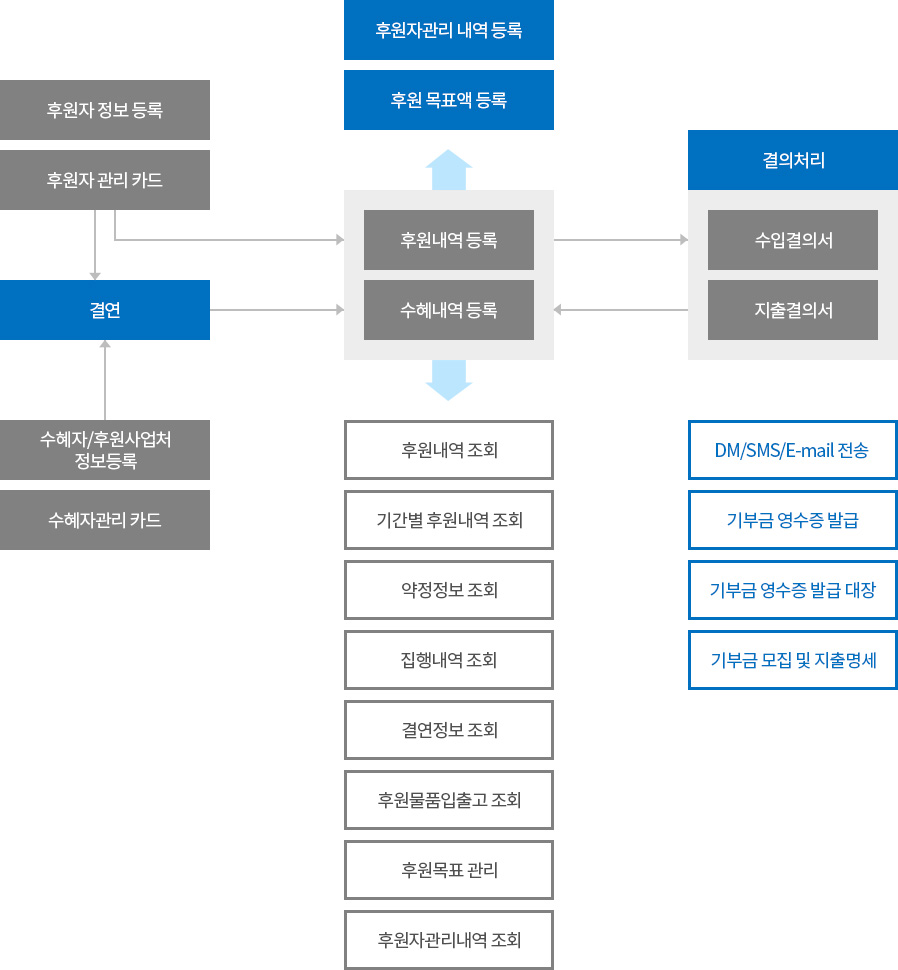 후원자관리 내역 등록
후원 목표액 등록
후원자 정보 등록
후원자 관리 카드
결연
수혜자/후원사업처
정보등록
수혜자관리 카드
후원내역 등록
수혜내역 등록
결의처리
수입결의서
지출결의서
후원내역 조회
기간별 후원내역 조회
약정정보 조회
집행내역 조회
결연정보 조회
후원물품입출고 조회
후원목표 관리
후원자관리내역 조회
DM/SMS/E-mail 전송
기부금 영수증 발급
기부금 영수증 발급 대장
기부금 모집 및 지출명세